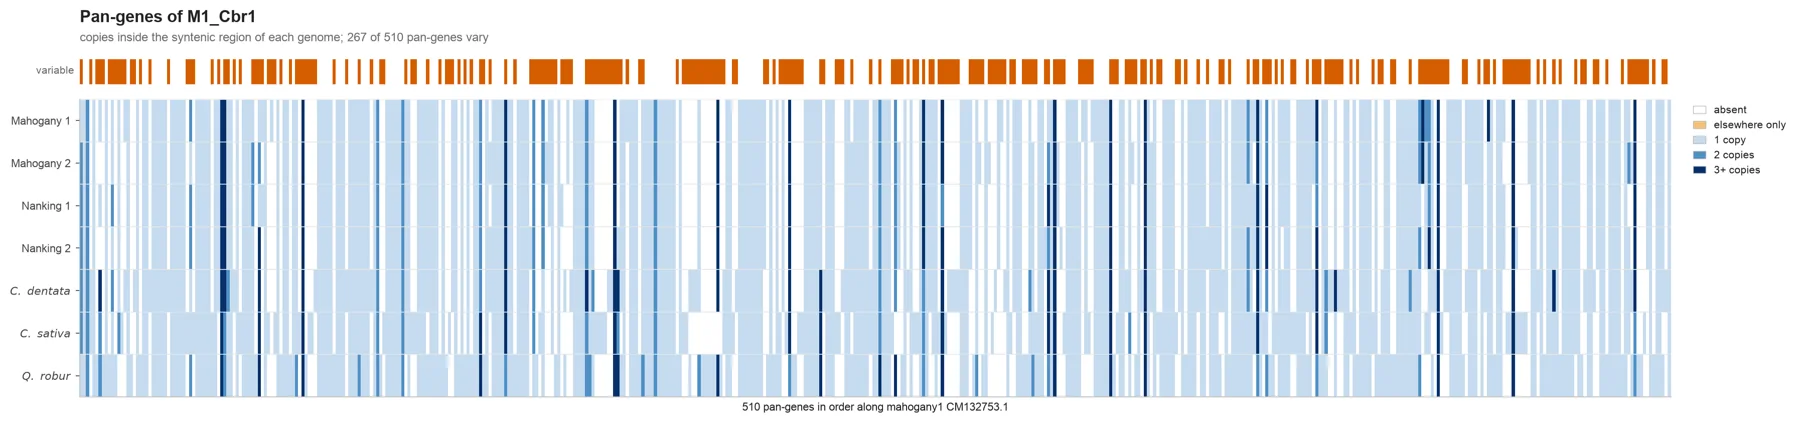 Pan-genes of M1_Cbr1
copies inside the syntenic region of each genome; 267 of 510 pan-genes vary
variable
Mahogany 1
Mahogany 2
Nanking 1
Nanking 2
C. dentata
C. sativa
Q. robur
absent
elsewhere only
1 copy
2 copies
3+ copies
510 pan-genes in order along mahogany1 CM132753.1